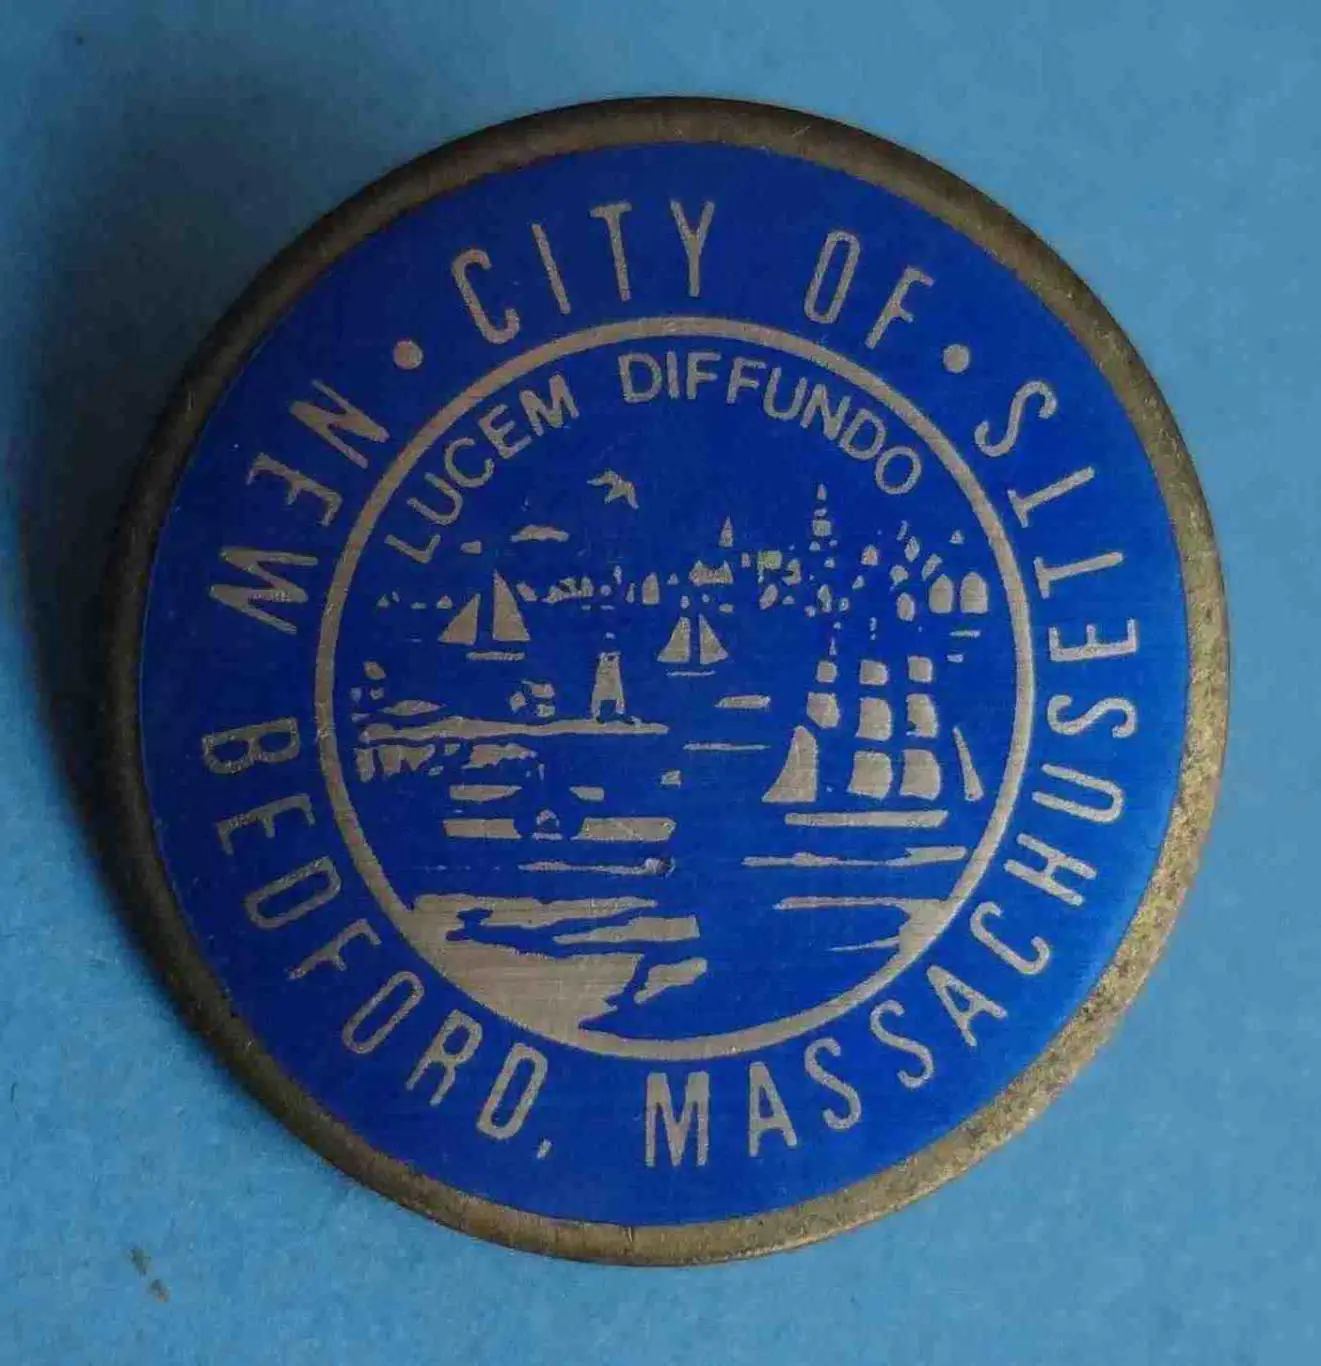 • CITY OF •
NEW BEDFORD, MASSACHUSETTS
LUCEM DIFFUNDO